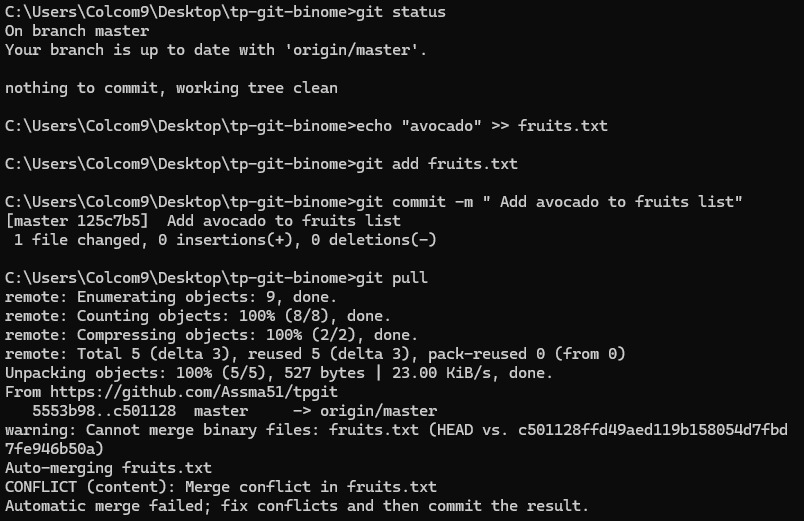 C:\Users\Colcom9\Desktop\tp-git-binome>git status
On branch master
Your branch is up to date with 'origin/master'.
nothing to commit, working tree clean
C:\Users\Colcom9\Desktop\tp-git-binome>echo "avocado" >> fruits.txt
C:\Users\Colcom9\Desktop\tp-git-binome>git add fruits.txt
C:\Users\Colcom9\Desktop\tp-git-binome>git commit -m " Add avocado to fruits list"
[master 125c7b5]  Add avocado to fruits list
 1 file changed, 0 insertions(+), 0 deletions(-)
C:\Users\Colcom9\Desktop\tp-git-binome>git pull
remote: Enumerating objects: 9, done.
remote: Counting objects: 100% (8/8), done.
remote: Compressing objects: 100% (2/2), done.
remote: Total 5 (delta 3), reused 5 (delta 3), pack-reused 0 (from 0)
Unpacking objects: 100% (5/5), 527 bytes | 23.00 KiB/s, done.
From https://github.com/Assma51/tpgit
   5553b98..c501128  master     -> origin/master
warning: Cannot merge binary files: fruits.txt (HEAD vs. c501128ffd49aed119b158054d7fbd
7fe946b50a)
Auto-merging fruits.txt
CONFLICT (content): Merge conflict in fruits.txt
Automatic merge failed; fix conflicts and then commit the result.